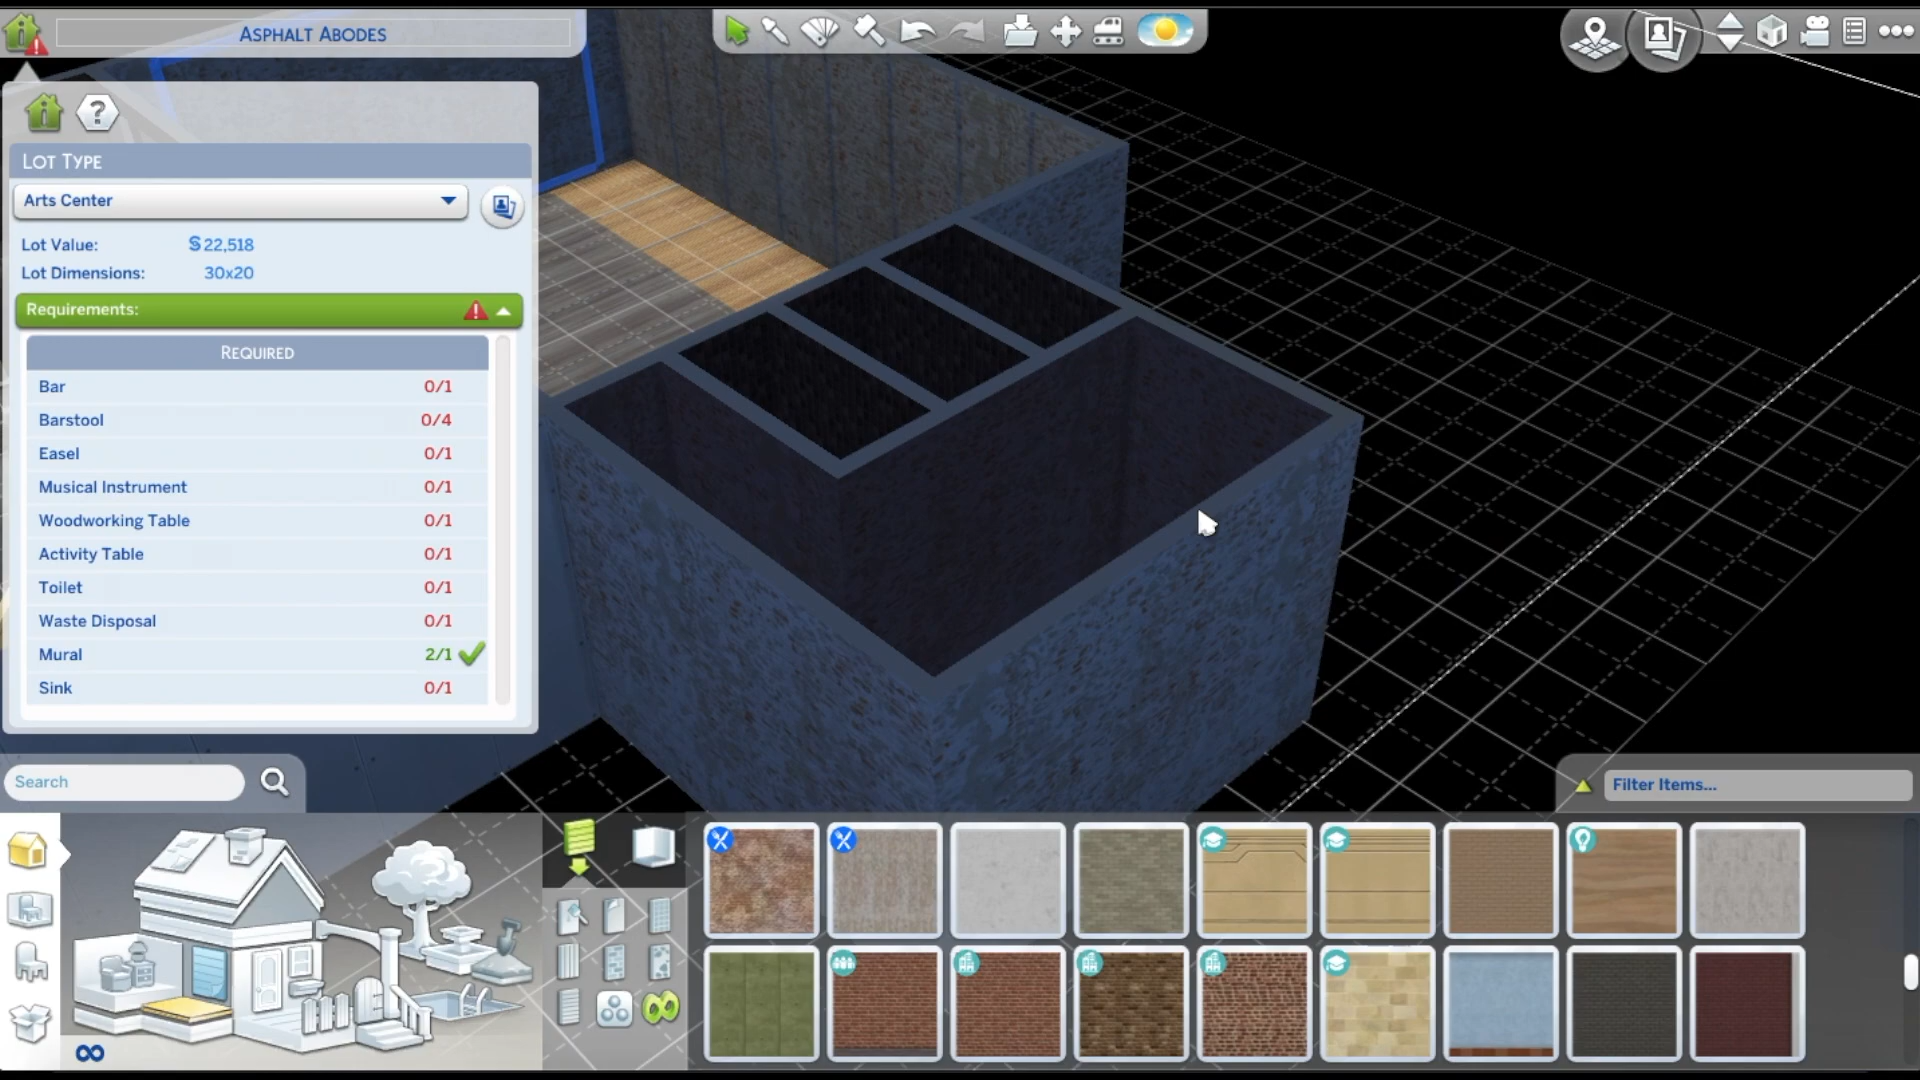 ASPHALT ABODES
?
LOT TYPE
Arts Center
Lot Value: §22,518
Lot Dimensions: 30x20
Requirements:
REQUIRED
Bar 0/1
Barstool 0/4
Easel 0/1
Musical Instrument 0/1
Woodworking Table 0/1
Activity Table 0/1
Toilet 0/1
Waste Disposal 0/1
Mural 2/1
Sink 0/1
Search
Filter Items...